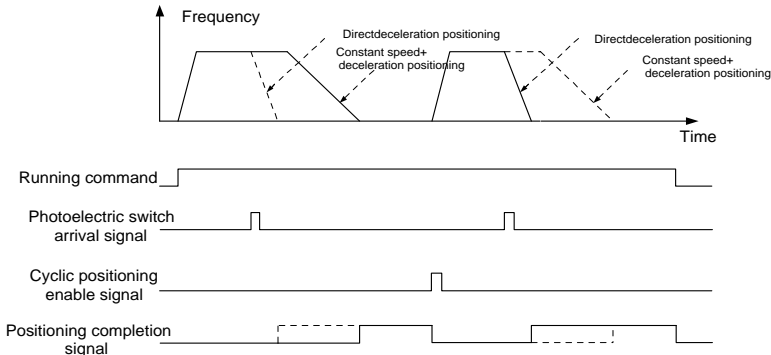 Frequency
Directdeceleration positioning
Constant speed+
deceleration positioning
Directdeceleration positioning
Constant speed+
deceleration positioning
Time
Running command
Photoelectric switch
arrival signal
Cyclic positioning
enable signal
Positioning completion
signal